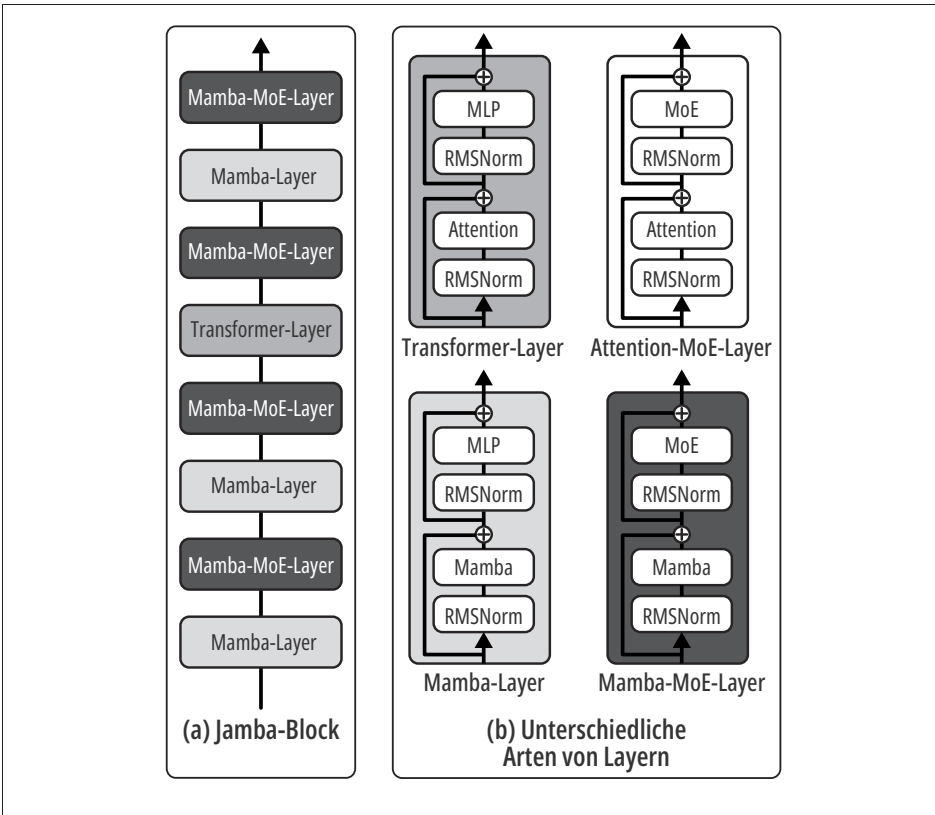 Mamba-MoE-Layer
Mamba-Layer
Mamba-MoE-Layer
Transformer-Layer
Mamba-MoE-Layer
Mamba-Layer
Mamba-MoE-Layer
Mamba-Layer
(a) Jamba-Block
MLP
RMSNorm
Attention
RMSNorm
Transformer-Layer
MoE
RMSNorm
Attention
RMSNorm
Attention-MoE-Layer
MLP
RMSNorm
Mamba
RMSNorm
Mamba-Layer
MoE
RMSNorm
Mamba
RMSNorm
Mamba-MoE-Layer
(b) Unterschiedliche
Arten von Layern